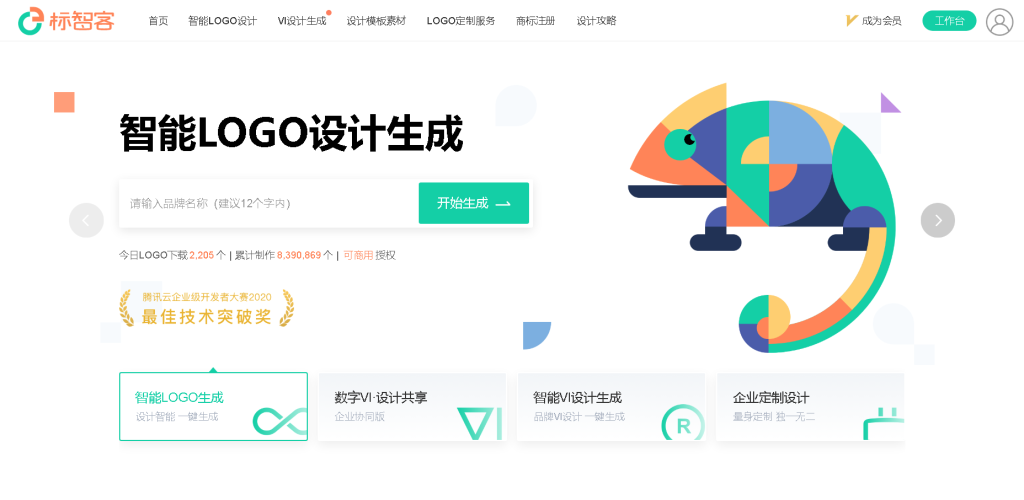 标智客
首页 智能LOGO设计 VI设计生成 设计模板素材 LOGO定制服务 商标注册 设计攻略 成为会员 工作台
智能LOGO设计生成
请输入品牌名称（建议12个字内） 开始生成
今日LOGO下载 2,205 个 | 累计制作 8,390,869 个 | 可商用 授权
腾讯云企业级开发者大赛2020
最佳技术突破奖
智能LOGO生成
设计智能 一键生成
数字VI·设计共享
企业协同版
VI
智能VI设计生成
品牌VI设计 一键生成
R
企业定制设计
量身定制 独一无二